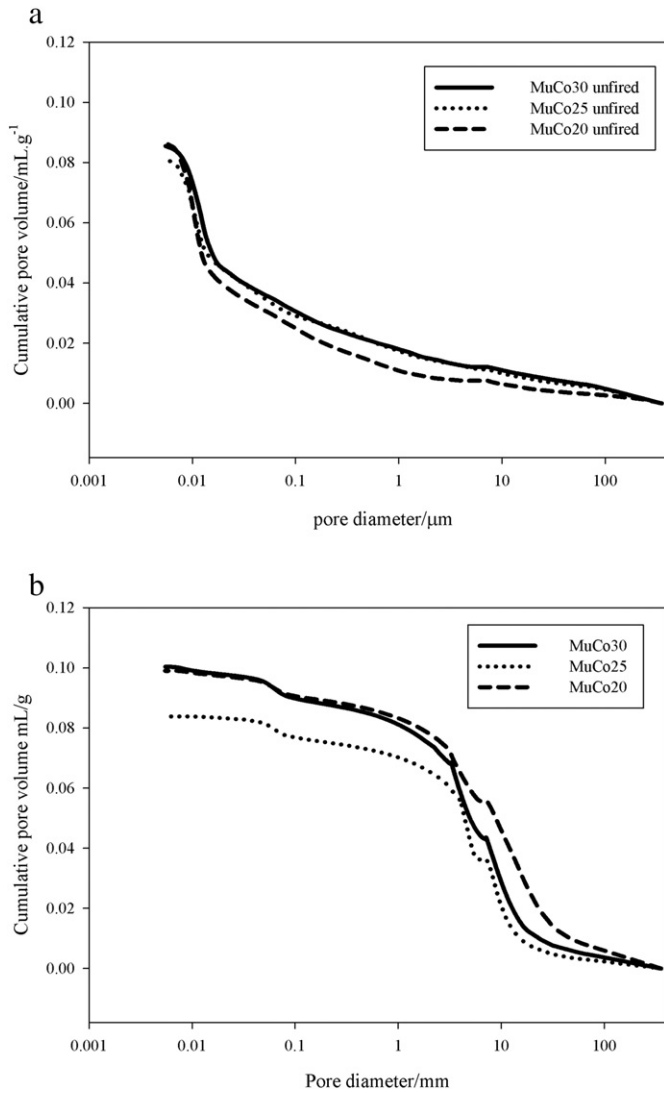 a
0.12
0.10
0.08
0.06
0.04
0.02
0.00
Cumulative pore volume/mL.g-1
MuCo30 unfired
MuCo25 unfired
MuCo20 unfired
0.001 0.01 0.1 1 10 100
pore diameter/μm
b
0.12
0.10
0.08
0.06
0.04
0.02
0.00
Cumulative pore volume mL/g
MuCo30
MuCo25
MuCo20
0.001 0.01 0.1 1 10 100
Pore diameter/mm